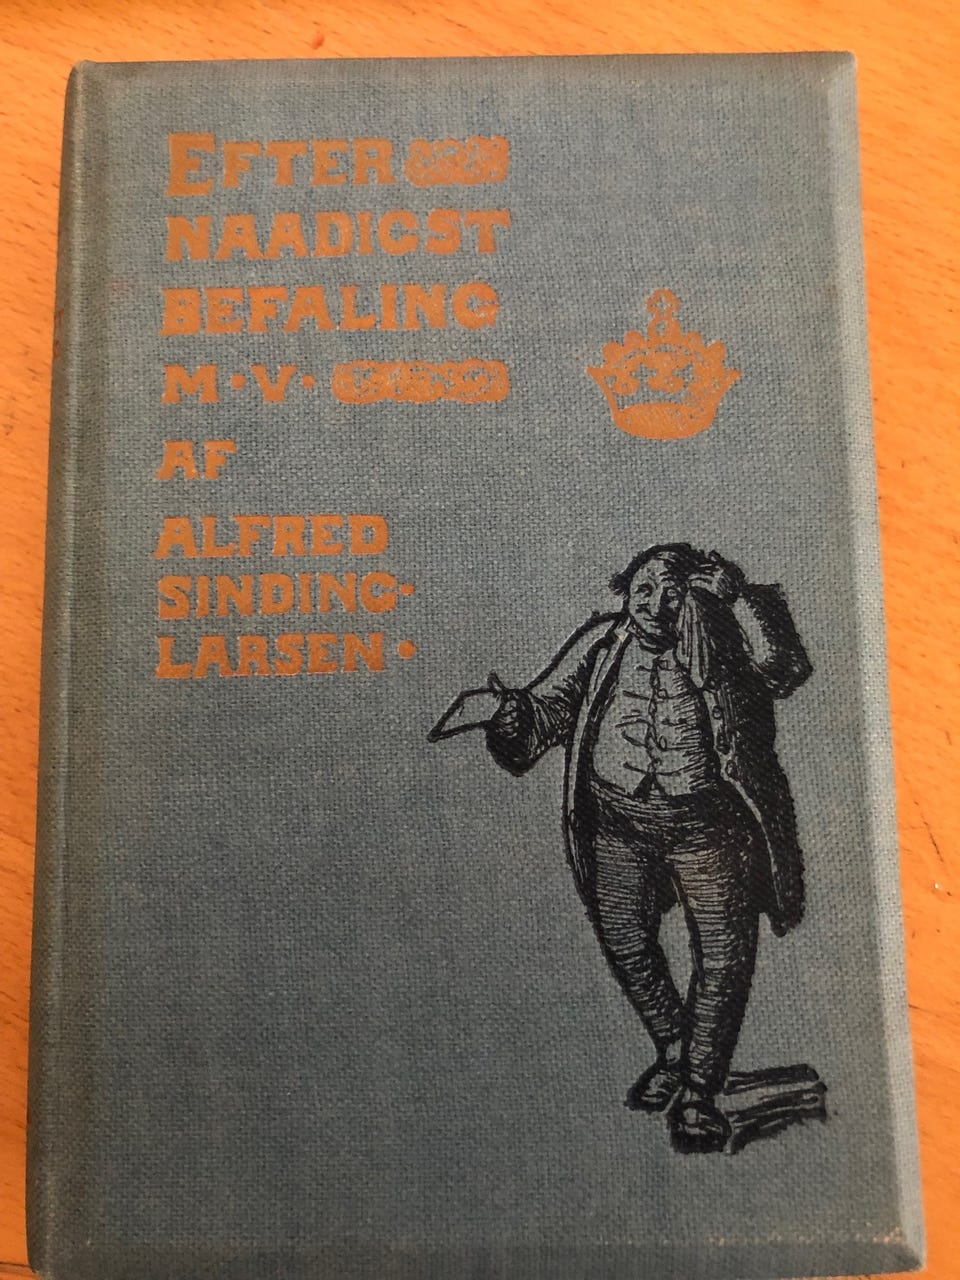 EFTER
NAADIGST
BEFALING
M·V·
AF
ALFRED
SINDING-
LARSEN·